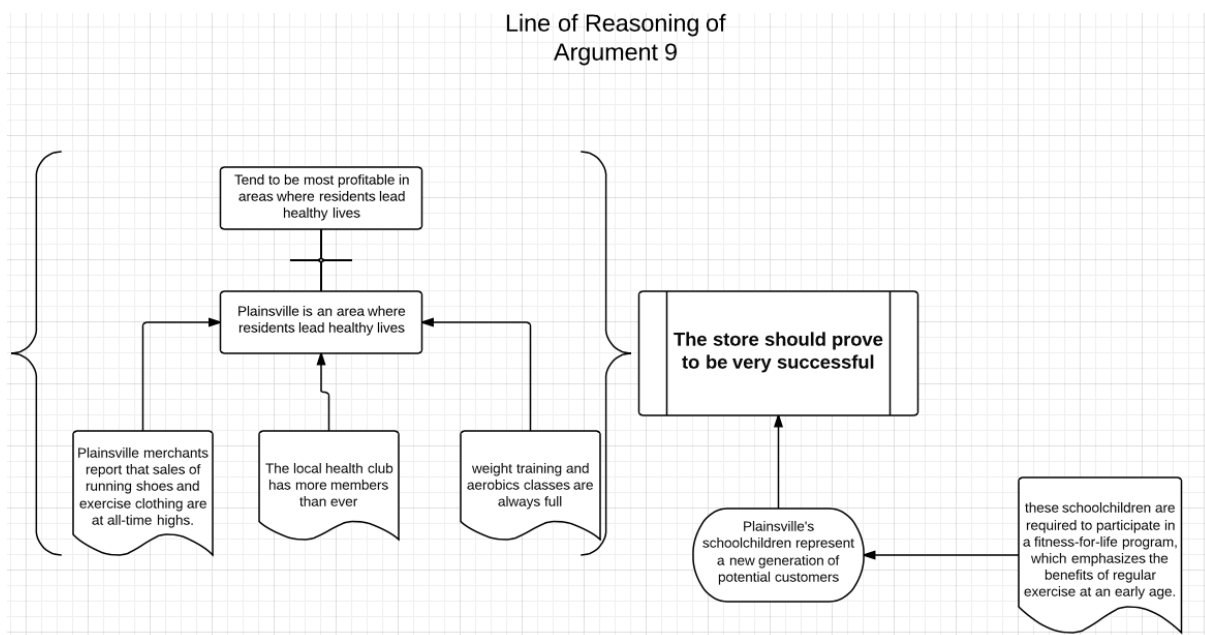 Line of Reasoning of
Argument 9
Tend to be most profitable in
areas where residents lead
healthy lives
Plainsville is an area where
residents lead healthy lives
The store should prove
to be very successful
Plainsville merchants
report that sales of
running shoes and
exercise clothing are
at all-time highs.
The local health club
has more members
than ever
weight training and
aerobics classes are
always full
Plainsville's
schoolchildren represent
a new generation of
potential customers
these schoolchildren are
required to participate in
a fitness-for-life program,
which emphasizes the
benefits of regular
exercise at an early age.